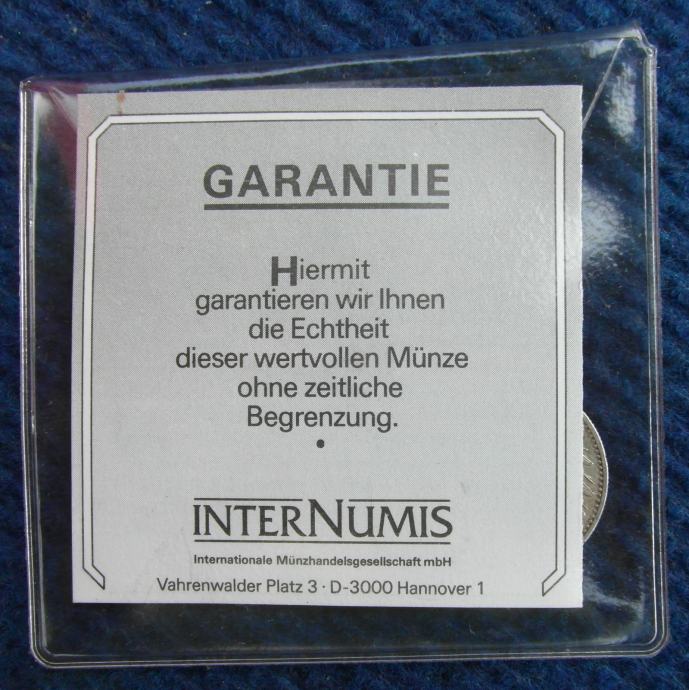 GARANTIE
Hiermit
garantieren wir Ihnen
die Echtheit
dieser wertvollen Münze
ohne zeitliche
Begrenzung.
•
INTERNUMIS
Internationale Münzhandelsgesellschaft mbH
Vahrenwalder Platz 3 · D-3000 Hannover 1